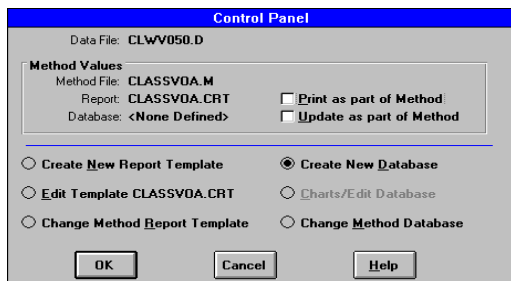 Control Panel
Data File: CLWV050.D
Method Values
Method File: CLASSVOA.M
Report: CLASSVOA.CRT
Print as part of Method
Database: <None Defined>
Update as part of Method
Create New Report Template
Create New Database
Edit Template CLASSVOA.CRT
Charts/Edit Database
Change Method Report Template
Change Method Database
OK
Cancel
Help